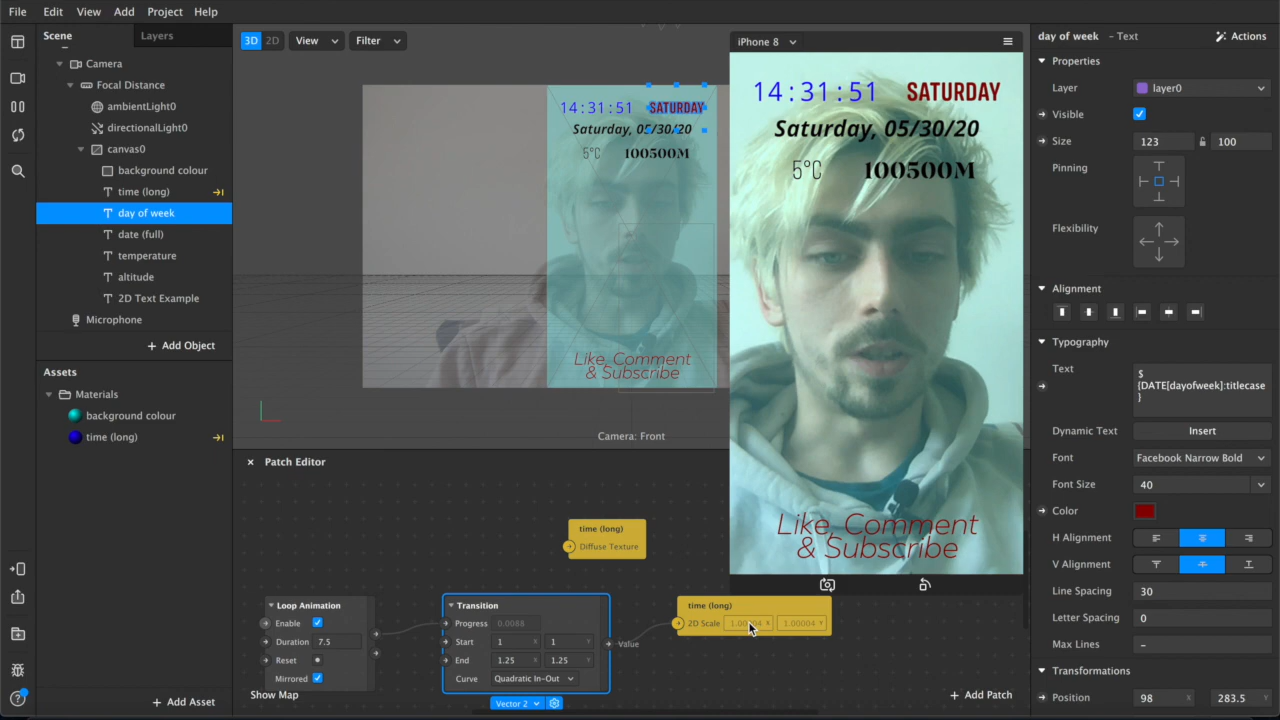 File Edit View Add Project Help
Scene Layers
Camera
Focal Distance
ambientLight0
directionalLight0
canvas0
background colour
time (long)
day of week
date (full)
temperature
altitude
2D Text Example
Microphone
+ Add Object
Assets
Materials
background colour
time (long)
+ Add Asset
3D 2D View Filter
14:31:51 SATURDAY
Saturday, 05/30/20
5°C 100500M
Like, Comment
& Subscribe
Camera: Front
iPhone 8
14:31:51 SATURDAY
Saturday, 05/30/20
5°C 100500M
Like, Comment
& Subscribe
× Patch Editor
time (long)
Diffuse Texture
Loop Animation
Enable
Duration 7.5
Reset
Mirrored
Transition
Progress 0.0088
Start 1 X 1 Y
End 1.25 X 1.25 Y
Curve Quadratic In-Out
Value
Vector 2
time (long)
2D Scale 1.00004 X 1.00004 Y
Show Map
+ Add Patch
day of week – Text Actions
Properties
Layer layer0
Visible
Size 123 100
Pinning
Flexibility
Alignment
Typography
Text $
{DATE[dayofweek]:titlecase
}
Dynamic Text Insert
Font Facebook Narrow Bold
Font Size 40
Color
H Alignment
V Alignment
Line Spacing 30
Letter Spacing 0
Max Lines –
Transformations
Position 98 X 283.5